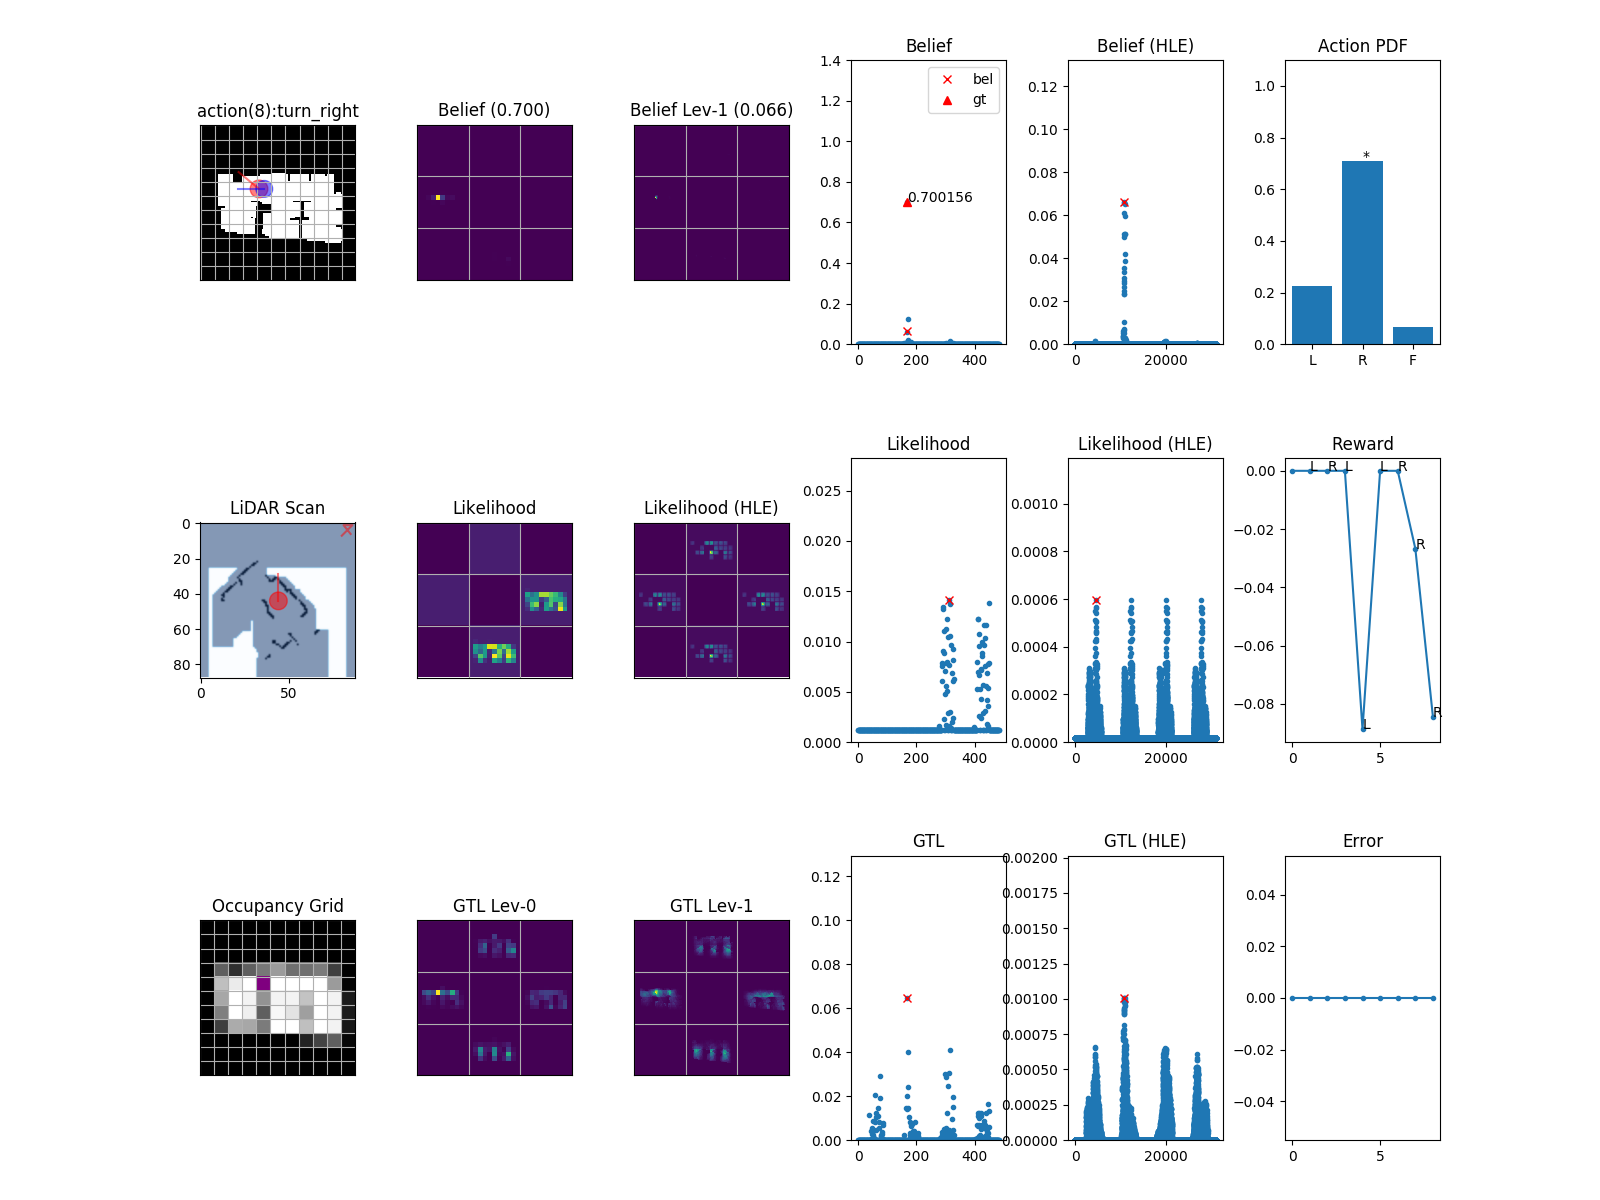 action(8):turn_right
Belief (0.700)
Belief Lev-1 (0.066)
Belief
1.4
1.2
1.0
0.8
0.6
0.4
0.2
0.0
0 200 400
bel
gt
0.700156
Belief (HLE)
0.12
0.10
0.08
0.06
0.04
0.02
0.00
0 20000
Action PDF
1.0
0.8
0.6
0.4
0.2
0.0
*
L R F
LiDAR Scan
0
20
40
60
80
0 50
Likelihood
Likelihood (HLE)
Likelihood
0.025
0.020
0.015
0.010
0.005
0.000
0 200 400
Likelihood (HLE)
0.0010
0.0008
0.0006
0.0004
0.0002
0.0000
0 20000
Reward
0.00
−0.02
−0.04
−0.06
−0.08
L R L L R
R
L
R
0 5
Occupancy Grid
GTL Lev-0
GTL Lev-1
GTL
0.12
0.10
0.08
0.06
0.04
0.02
0.00
0 200 400
GTL (HLE)
0.00200
0.00175
0.00150
0.00125
0.00100
0.00075
0.00050
0.00025
0.00000
0 20000
Error
0.04
0.02
0.00
−0.02
−0.04
0 5